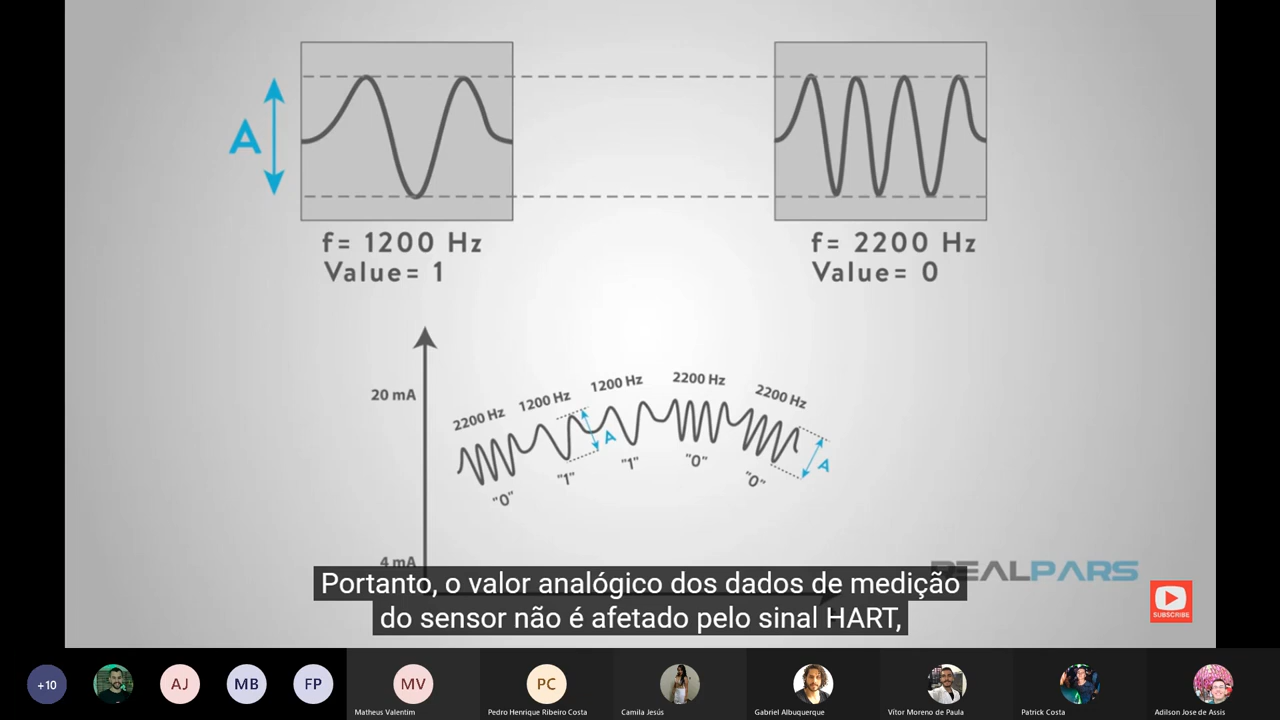 A
f= 1200 Hz
Value= 1
f= 2200 Hz
Value= 0
20 mA
2200 Hz
1200 Hz
1200 Hz
2200 Hz
2200 Hz
A
A
"0"
"1"
"1"
"0"
"0"
4 mA
REALPARS
SUBSCRIBE
Portanto, o valor analógico dos dados de medição
do sensor não é afetado pelo sinal HART,
+10
AJ
MB
FP
MV
PC
Matheus Valentim
Pedro Henrique Ribeiro Costa
Camila Jesús
Gabriel Albuquerque
Vítor Moreno de Paula
Patrick Costa
Adilson Jose de Assis